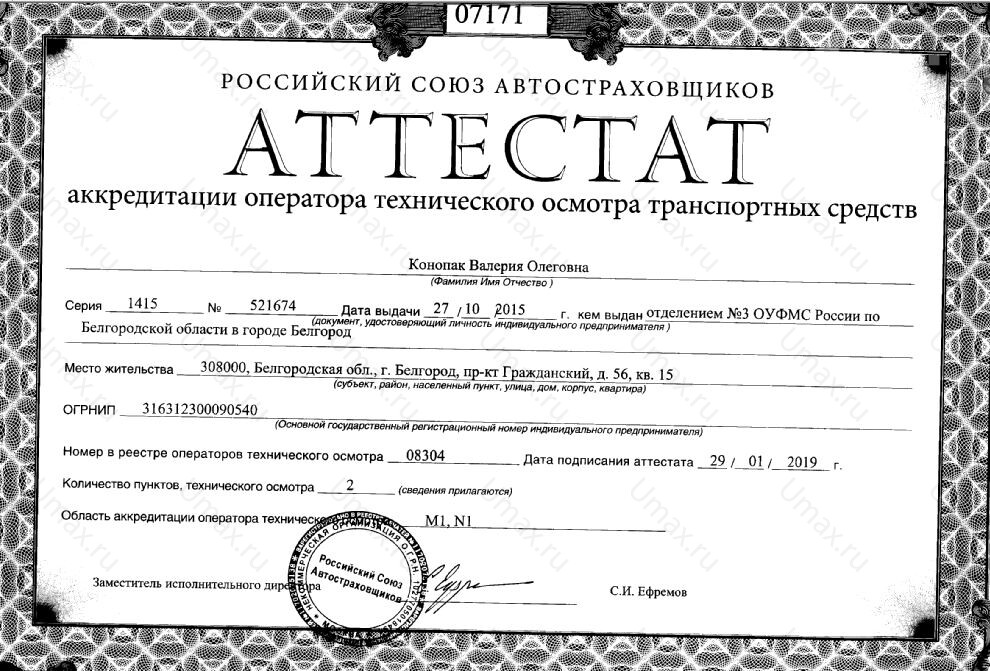 07171
РОССИЙСКИЙ СОЮЗ АВТОСТРАХОВЩИКОВ
АТТЕСТАТ
аккредитации оператора технического осмотра транспортных средств
Конопак Валерия Олеговна
(Фамилия Имя Отчество )
Серия 1415 № 521674 Дата выдачи 27 / 10 /2015 г. кем выдан отделением №3 ОУФМС России по
(документ, удостоверяющий личность индивидуального предпринимателя )
Белгородской области в городе Белгород
Место жительства 308000, Белгородская обл., г. Белгород, пр-кт Гражданский, д. 56, кв. 15
(субъект, район, населенный пункт, улица, дом, корпус, квартира)
ОГРНИП 316312300090540
(Основной государственный регистрационный номер индивидуального предпринимателя)
Номер в реестре операторов технического осмотра 08304 Дата подписания аттестата 29 / 01 / 2019 г.
Количество пунктов, технического осмотра 2 (сведения прилагаются)
Область аккредитации оператора технического осмотра M1, N1
Российский Союз
Автостраховщиков
НЕКОММЕРЧЕСКАЯ ОРГАНИЗАЦИЯ
Заместитель исполнительного директора С.И. Ефремов
Umax.ru